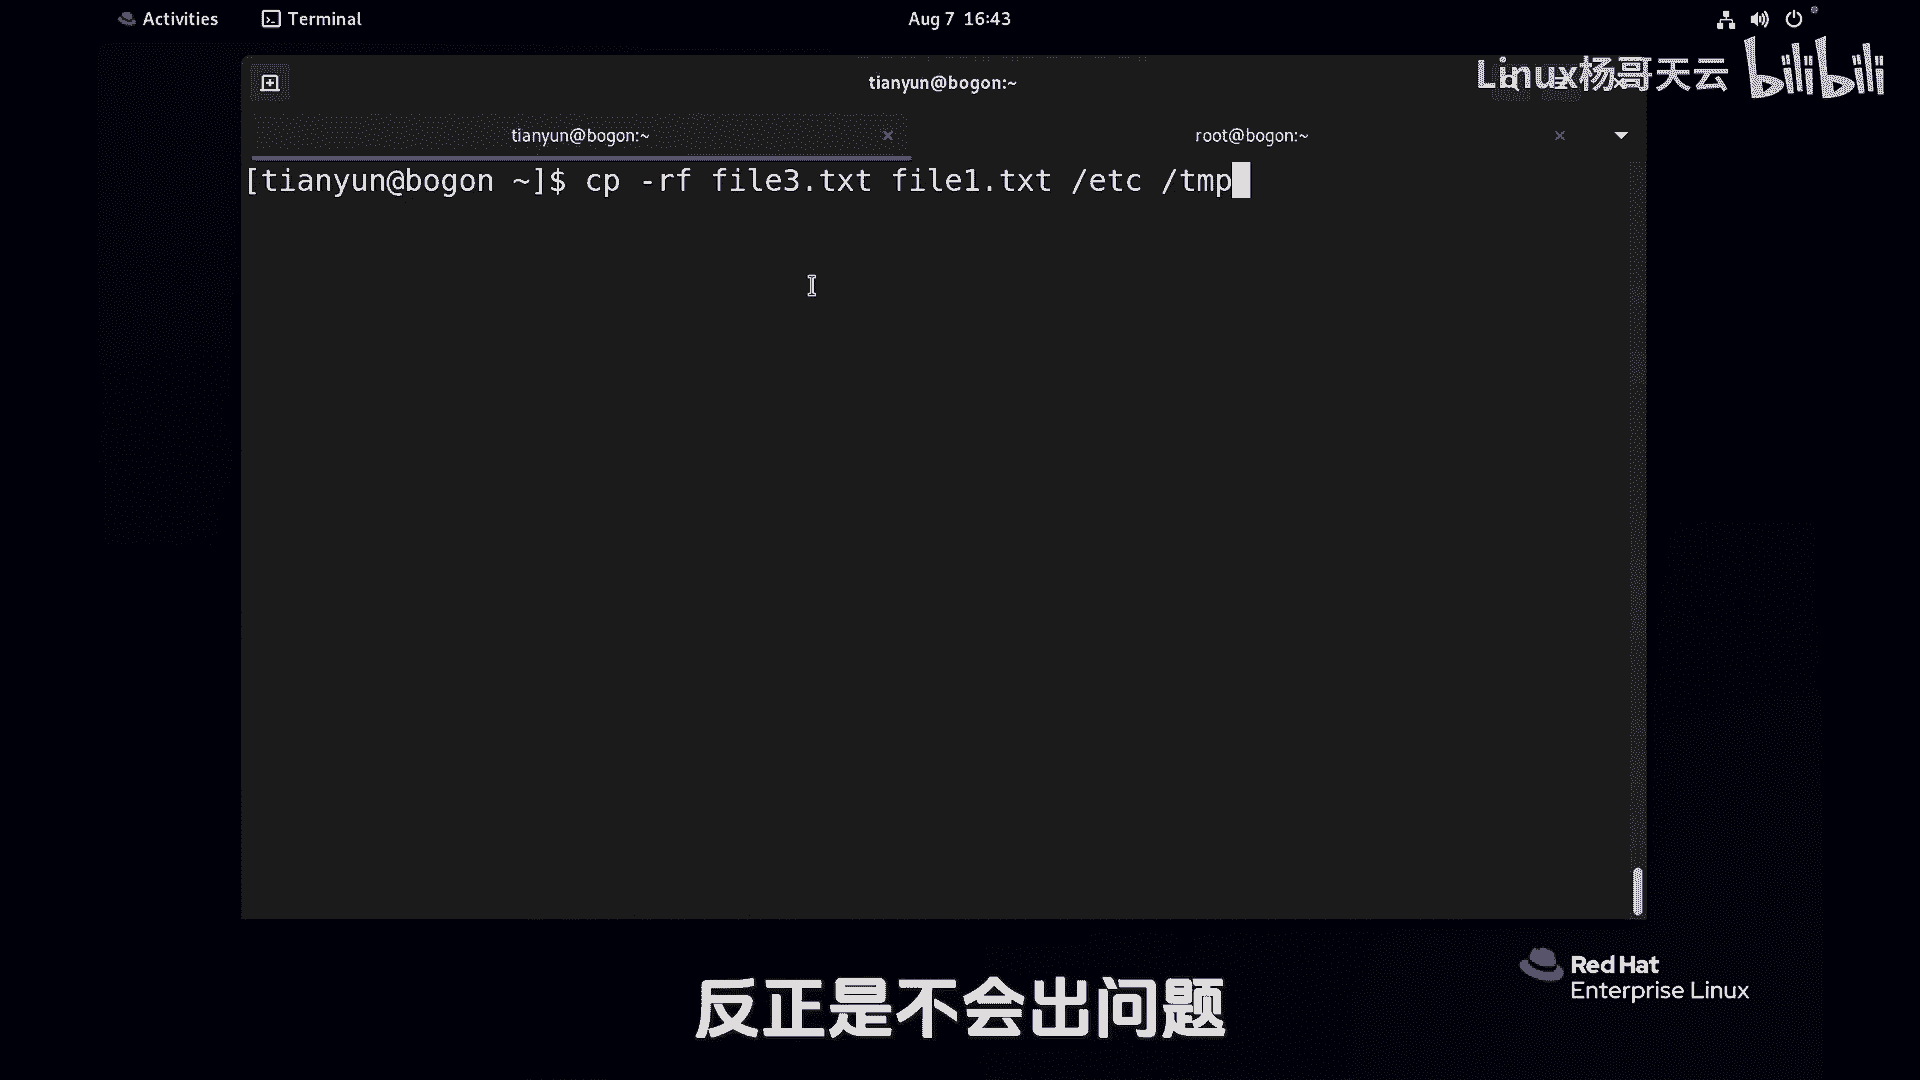 Activities Terminal Aug 7 16:43
Linux杨哥天云 bilibili
tianyun@bogon:~
tianyun@bogon:~ root@bogon:~
[tianyun@bogon ~]$ cp -rf file3.txt file1.txt /etc /tmp
Red Hat
Enterprise Linux
反正是不会出问题